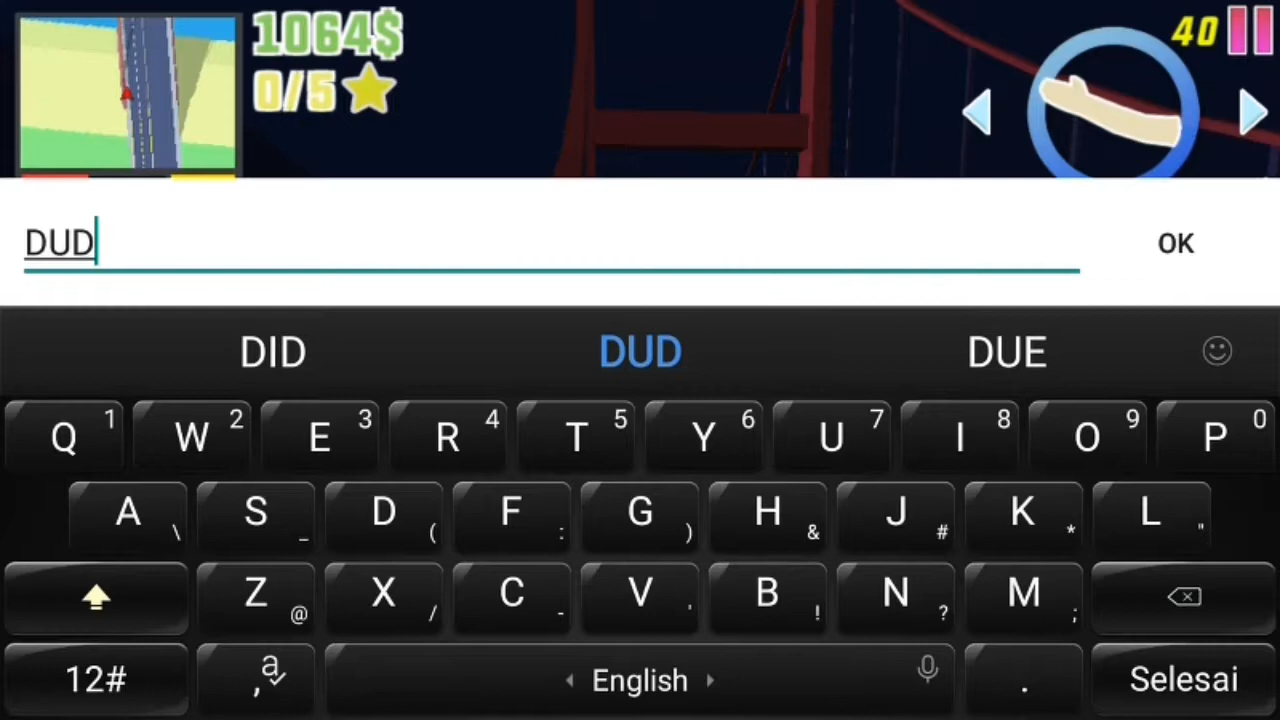 1064$
0/5
40
DUD
OK
DID DUD DUE
Q 1 W 2 E 3 R 4 T 5 Y 6 U 7 I 8 O 9 P 0
A \ S _ D ( F : G ) H & J # K * L "
Z @ X / C - V ' B ! N ? M ;
12# , a English . Selesai